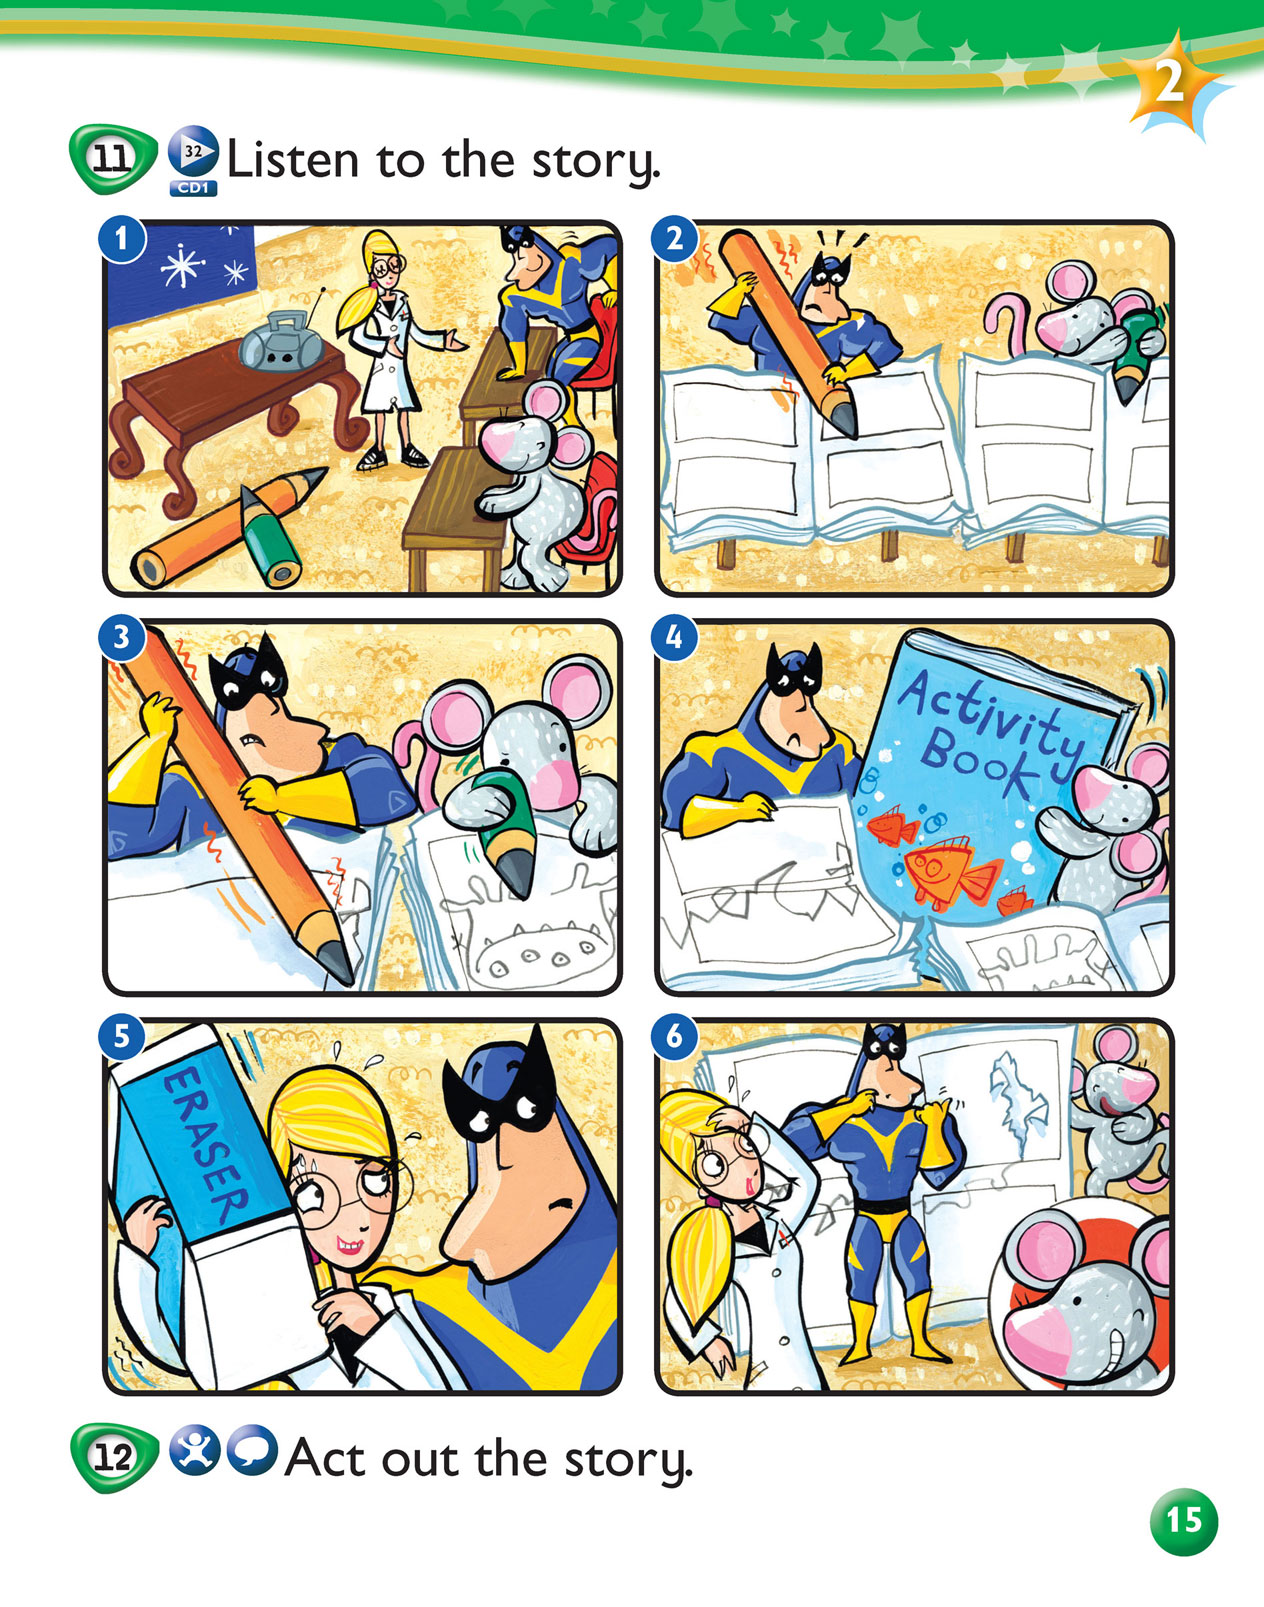 2
11
32
CD1
Listen to the story.
1
2
3
4
Activity
Book
5
ERASER
6
12
Act out the story.
15